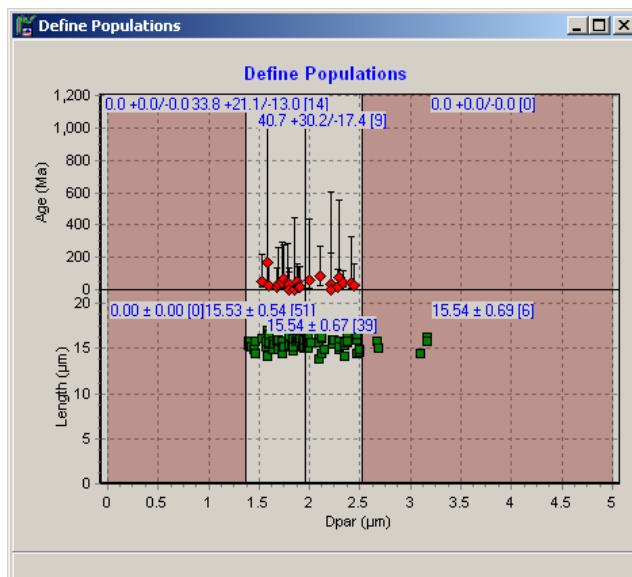 Define Populations
Define Populations
0.0 +0.0/-0.0 33.8 +21.1/-13.0 [14]
0.0 +0.0/-0.0 [0]
40.7 +30.2/-17.4 [9]
1,200
1,000
800
600
400
200
0
Age (Ma)
0.00 ± 0.00 [0] 15.53 ± 0.54 [51]
15.54 ± 0.69 [6]
15.54 ± 0.67 [39]
20
15
10
5
0
Length (µm)
0 0.5 1 1.5 2 2.5 3 3.5 4 4.5 5
Dpar (µm)